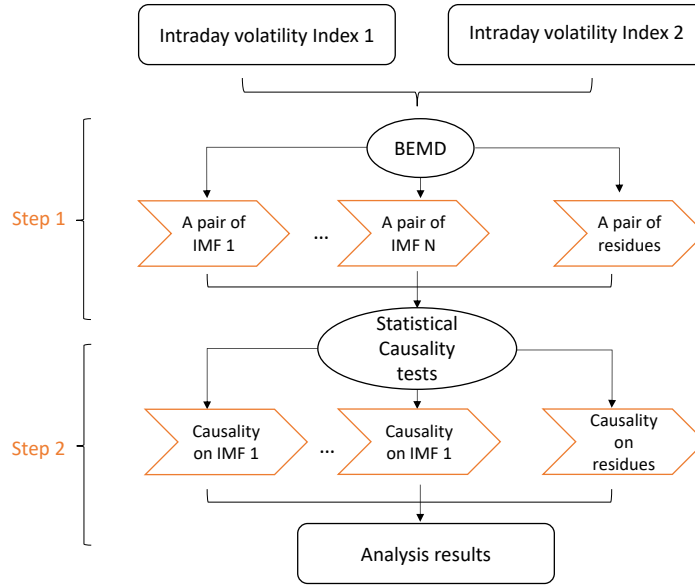 Intraday volatility Index 1
Intraday volatility Index 2
BEMD
Step 1
A pair of
IMF 1
...
A pair of
IMF N
A pair of
residues
Statistical
Causality
tests
Step 2
Causality
on IMF 1
...
Causality
on IMF 1
Causality
on
residues
Analysis results